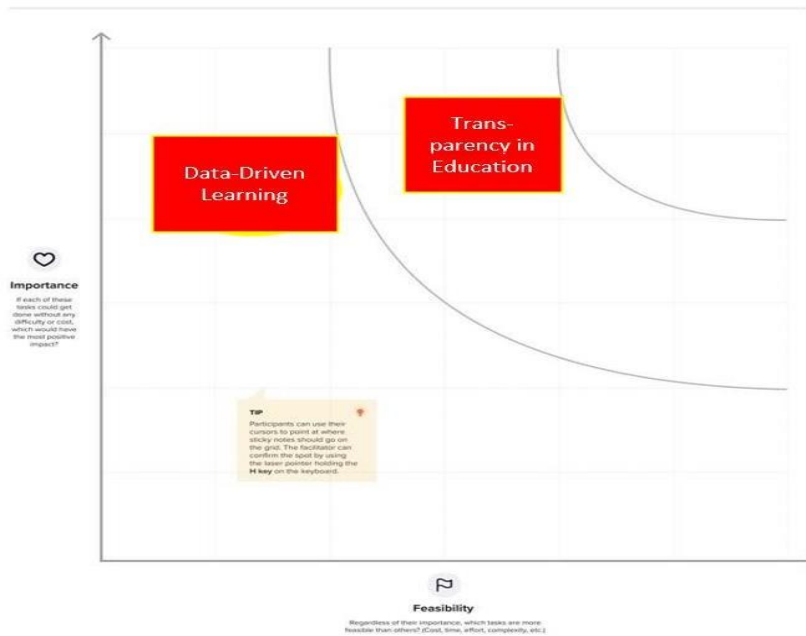 Trans-
parency in
Education
Data-Driven
Learning
Importance
If each of these
tasks could get
done without any
difficulty or cost,
which would have
the most positive
impact?
TIP
Participants can use their
cursors to point at where
sticky notes should go on
the grid. The facilitator can
confirm the spot by using
the laser pointer holding the
H key on the keyboard.
Feasibility
Regardless of their importance, which tasks are more
feasible than others? (Cost, time, effort, complexity, etc.)